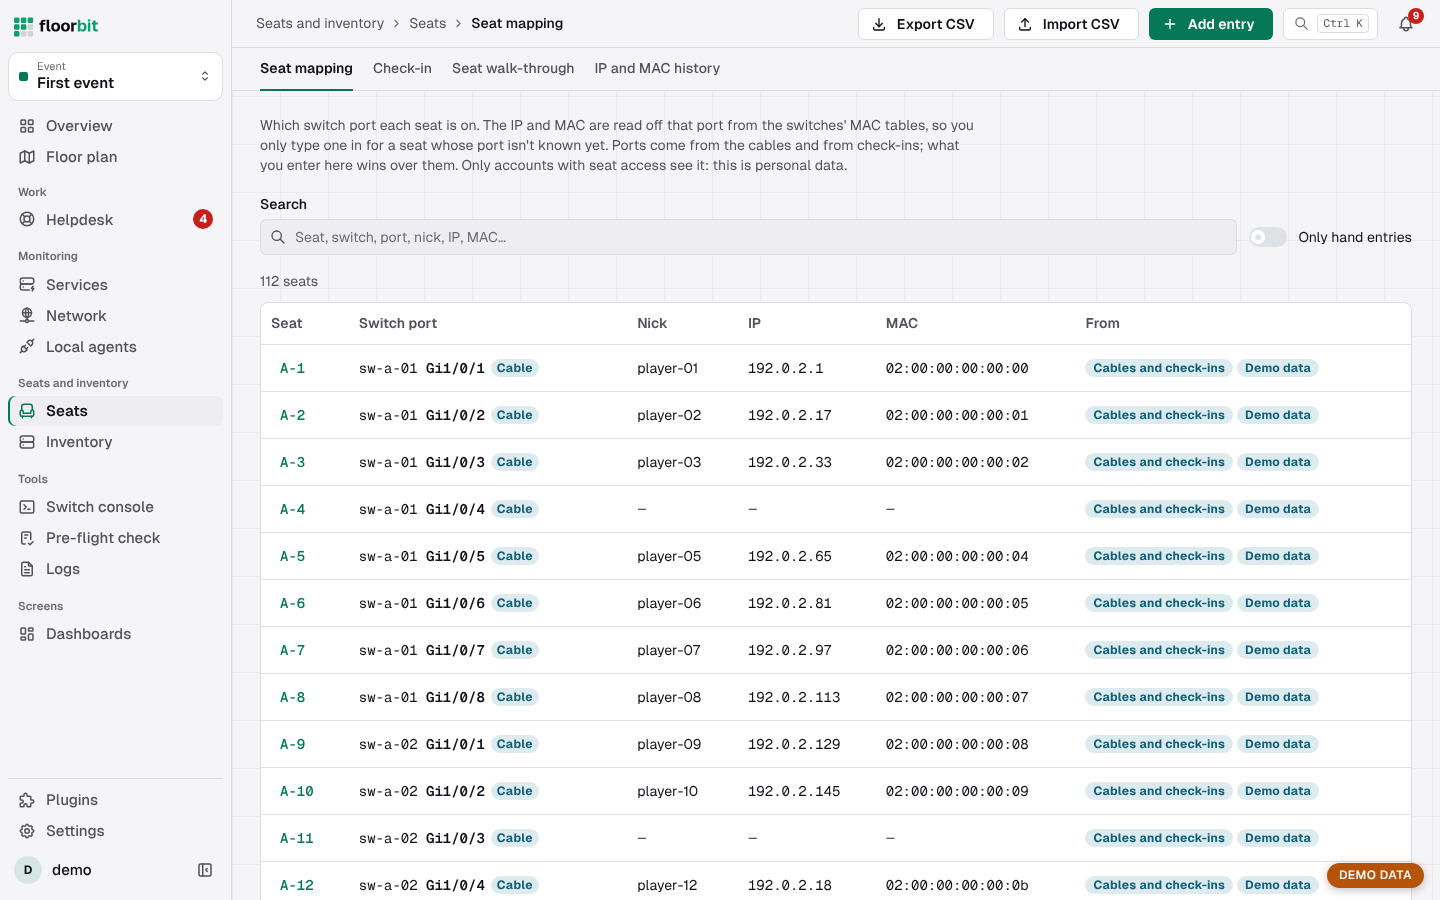 floorbit
Event
First event
Overview
Floor plan
Work
Helpdesk 4
Monitoring
Services
Network
Local agents
Seats and inventory
Seats
Inventory
Tools
Switch console
Pre-flight check
Logs
Screens
Dashboards
Plugins
Settings
D demo
Seats and inventory > Seats > Seat mapping
Export CSV
Import CSV
+ Add entry
Ctrl K
9
Seat mapping Check-in Seat walk-through IP and MAC history
Which switch port each seat is on. The IP and MAC are read off that port from the switches' MAC tables, so you
only type one in for a seat whose port isn't known yet. Ports come from the cables and from check-ins; what
you enter here wins over them. Only accounts with seat access see it: this is personal data.
Search
Seat, switch, port, nick, IP, MAC...
Only hand entries
112 seats
Seat Switch port Nick IP MAC From
A-1 sw-a-01 Gi1/0/1 Cable player-01 192.0.2.1 02:00:00:00:00:00 Cables and check-ins Demo data
A-2 sw-a-01 Gi1/0/2 Cable player-02 192.0.2.17 02:00:00:00:00:01 Cables and check-ins Demo data
A-3 sw-a-01 Gi1/0/3 Cable player-03 192.0.2.33 02:00:00:00:00:02 Cables and check-ins Demo data
A-4 sw-a-01 Gi1/0/4 Cable – – – Cables and check-ins Demo data
A-5 sw-a-01 Gi1/0/5 Cable player-05 192.0.2.65 02:00:00:00:00:04 Cables and check-ins Demo data
A-6 sw-a-01 Gi1/0/6 Cable player-06 192.0.2.81 02:00:00:00:00:05 Cables and check-ins Demo data
A-7 sw-a-01 Gi1/0/7 Cable player-07 192.0.2.97 02:00:00:00:00:06 Cables and check-ins Demo data
A-8 sw-a-01 Gi1/0/8 Cable player-08 192.0.2.113 02:00:00:00:00:07 Cables and check-ins Demo data
A-9 sw-a-02 Gi1/0/1 Cable player-09 192.0.2.129 02:00:00:00:00:08 Cables and check-ins Demo data
A-10 sw-a-02 Gi1/0/2 Cable player-10 192.0.2.145 02:00:00:00:00:09 Cables and check-ins Demo data
A-11 sw-a-02 Gi1/0/3 Cable – – – Cables and check-ins Demo data
A-12 sw-a-02 Gi1/0/4 Cable player-12 192.0.2.18 02:00:00:00:00:0b Cables and check-ins Demo data
DEMO DATA